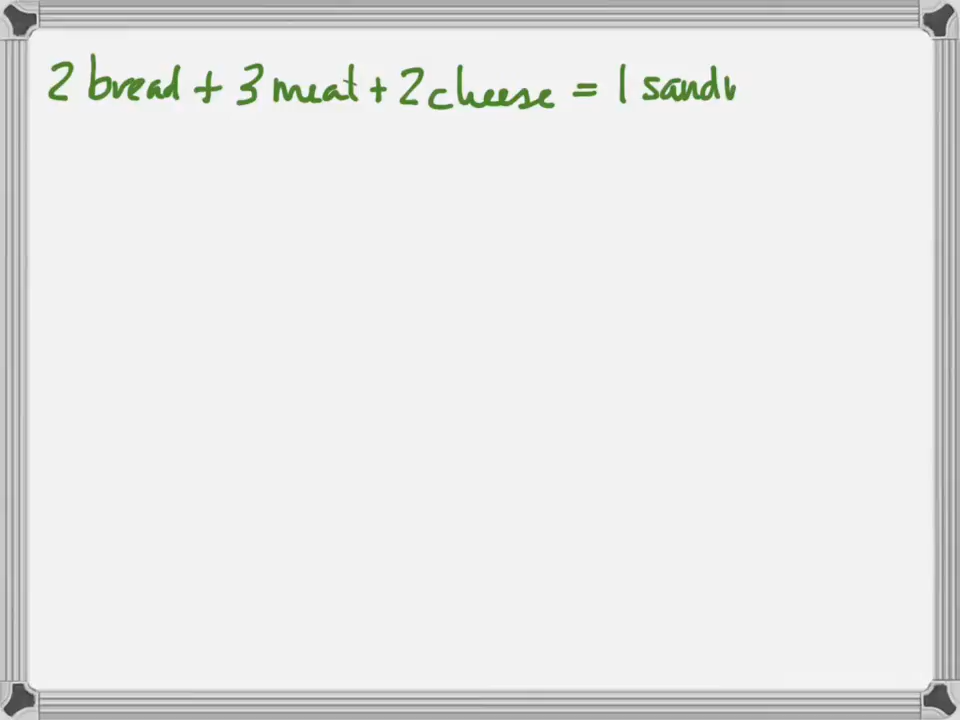 2 bread + 3 meat + 2 cheese = 1 sand